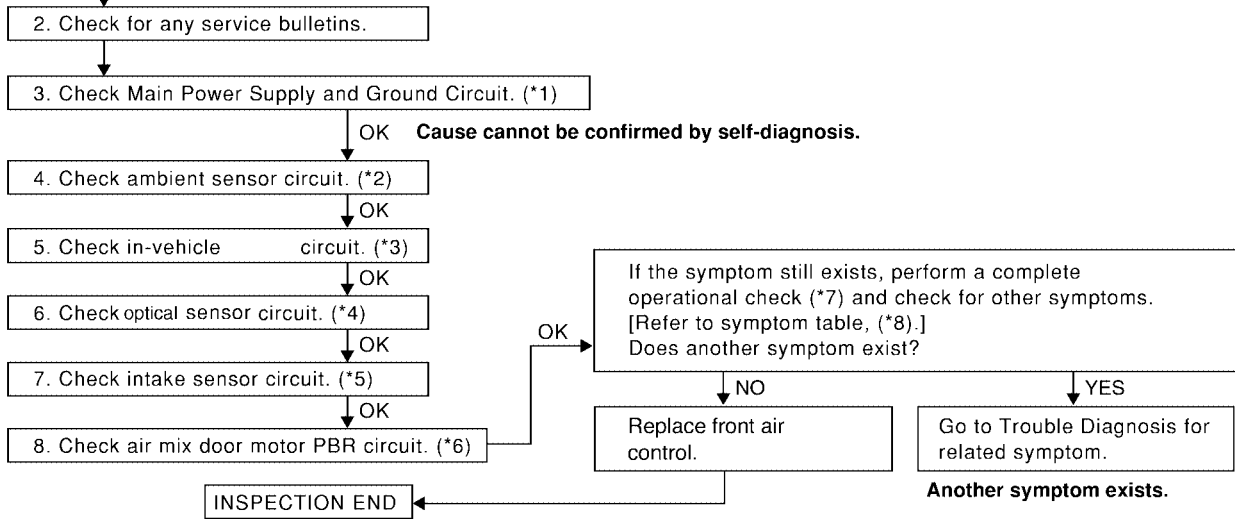 2. Check for any service bulletins.
3. Check Main Power Supply and Ground Circuit. (*1)
OK
Cause cannot be confirmed by self-diagnosis.
4. Check ambient sensor circuit. (*2)
OK
5. Check in-vehicle circuit. (*3)
OK
6. Check optical sensor circuit. (*4)
OK
7. Check intake sensor circuit. (*5)
OK
8. Check air mix door motor PBR circuit. (*6)
OK
If the symptom still exists, perform a complete
operational check (*7) and check for other symptoms.
[Refer to symptom table, (*8).]
Does another symptom exist?
NO
YES
Replace front air
control.
Go to Trouble Diagnosis for
related symptom.
Another symptom exists.
INSPECTION END